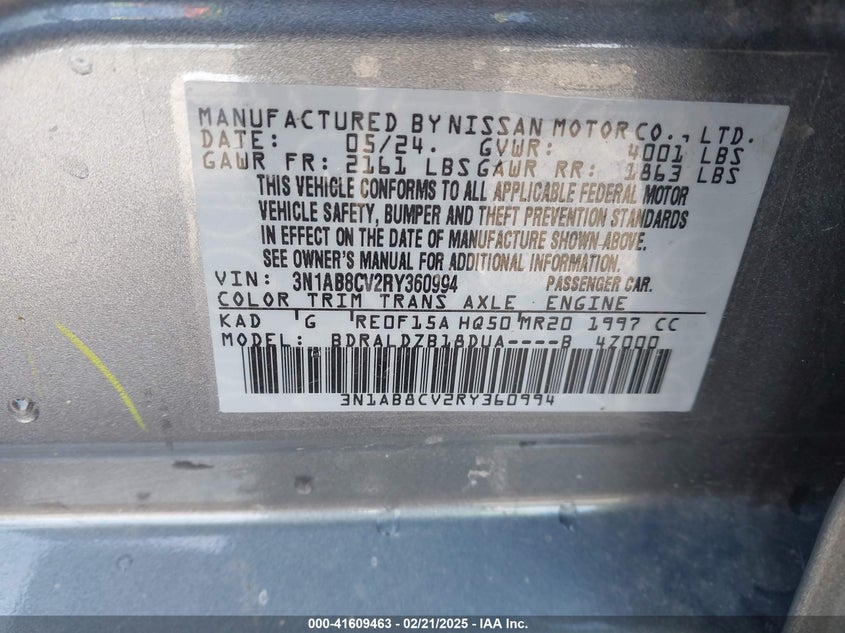 MANUFACTURED BY NISSAN MOTOR CO., LTD.
DATE: 05/24. GVWR: 4001 LBS
GAWR FR: 2161 LBS GAWR RR: 1863 LBS
THIS VEHICLE CONFORMS TO ALL APPLICABLE FEDERAL MOTOR
VEHICLE SAFETY, BUMPER AND THEFT PREVENTION STANDARDS
IN EFFECT ON THE DATE OF MANUFACTURE SHOWN ABOVE.
SEE OWNER'S MANUAL FOR ADDITIONAL INFORMATION.
VIN: 3N1AB8CV2RY360994 PASSENGER CAR.
COLOR TRIM TRANS AXLE ENGINE
KAD G RE0F15A HQ50 MR20 1997 CC
MODEL: BDRALDZB18DUA----B 4Z000
3N1AB8CV2RY360994
000-41609463 - 02/21/2025 - IAA Inc.